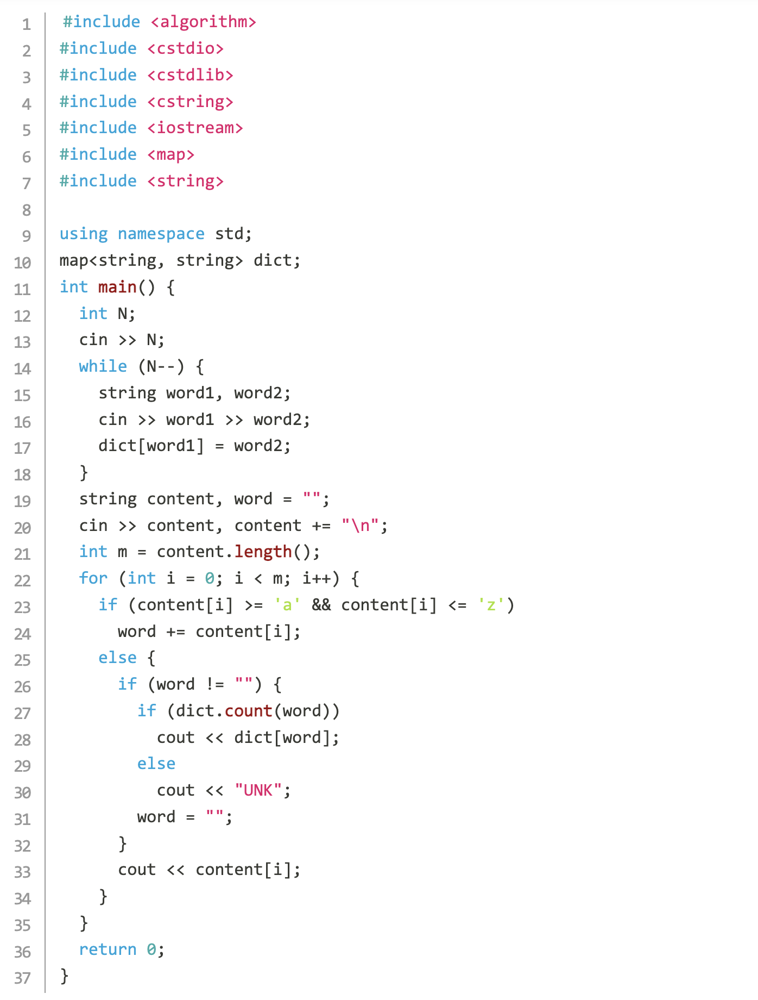 1 #include <algorithm>
2 #include <cstdio>
3 #include <cstdlib>
4 #include <cstring>
5 #include <iostream>
6 #include <map>
7 #include <string>
8
9 using namespace std;
10 map<string, string> dict;
11 int main() {
12   int N;
13   cin >> N;
14   while (N--) {
15     string word1, word2;
16     cin >> word1 >> word2;
17     dict[word1] = word2;
18   }
19   string content, word = "";
20   cin >> content, content += "\n";
21   int m = content.length();
22   for (int i = 0; i < m; i++) {
23     if (content[i] >= 'a' && content[i] <= 'z')
24       word += content[i];
25     else {
26       if (word != "") {
27         if (dict.count(word))
28           cout << dict[word];
29         else
30           cout << "UNK";
31         word = "";
32       }
33       cout << content[i];
34     }
35   }
36   return 0;
37 }